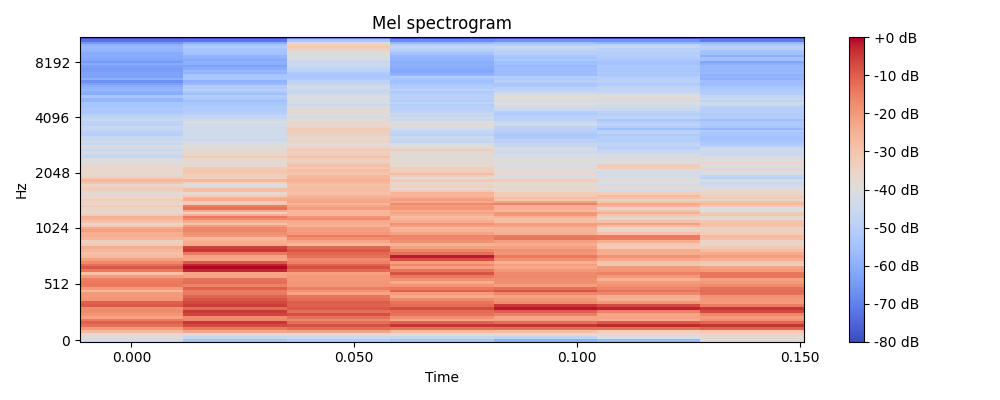 Mel spectrogram
Hz
8192
4096
2048
1024
512
0
0.000
0.050
0.100
0.150
Time
+0 dB
-10 dB
-20 dB
-30 dB
-40 dB
-50 dB
-60 dB
-70 dB
-80 dB